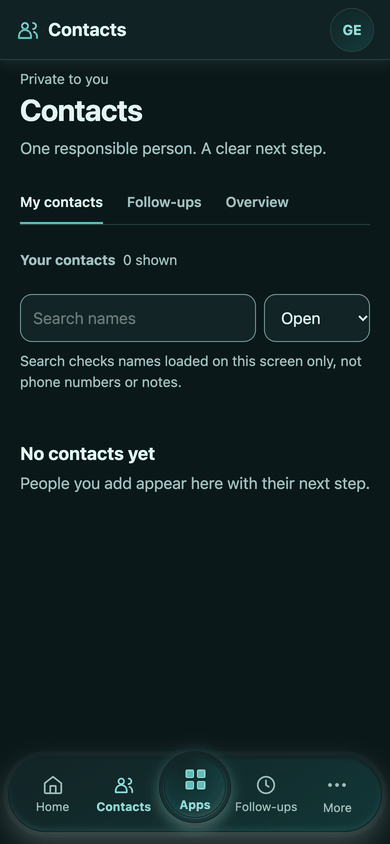 Contacts
GE
Private to you
Contacts
One responsible person. A clear next step.
My contacts
Follow-ups
Overview
Your contacts 0 shown
Search names
Open
Search checks names loaded on this screen only, not
phone numbers or notes.
No contacts yet
People you add appear here with their next step.
Home
Contacts
Apps
Follow-ups
More